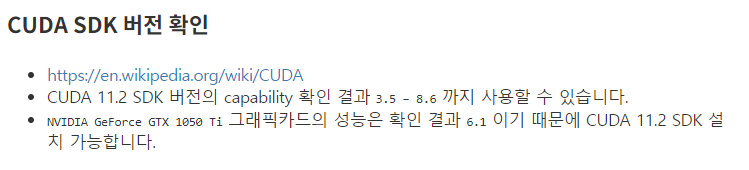 CUDA SDK 버전 확인
https://en.wikipedia.org/wiki/CUDA
CUDA 11.2 SDK 버전의 capability 확인 결과 3.5 – 8.6 까지 사용할 수 있습니다.
NVIDIA GeForce GTX 1050 Ti 그래픽카드의 성능은 확인 결과 6.1 이기 때문에 CUDA 11.2 SDK 설
치 가능합니다.